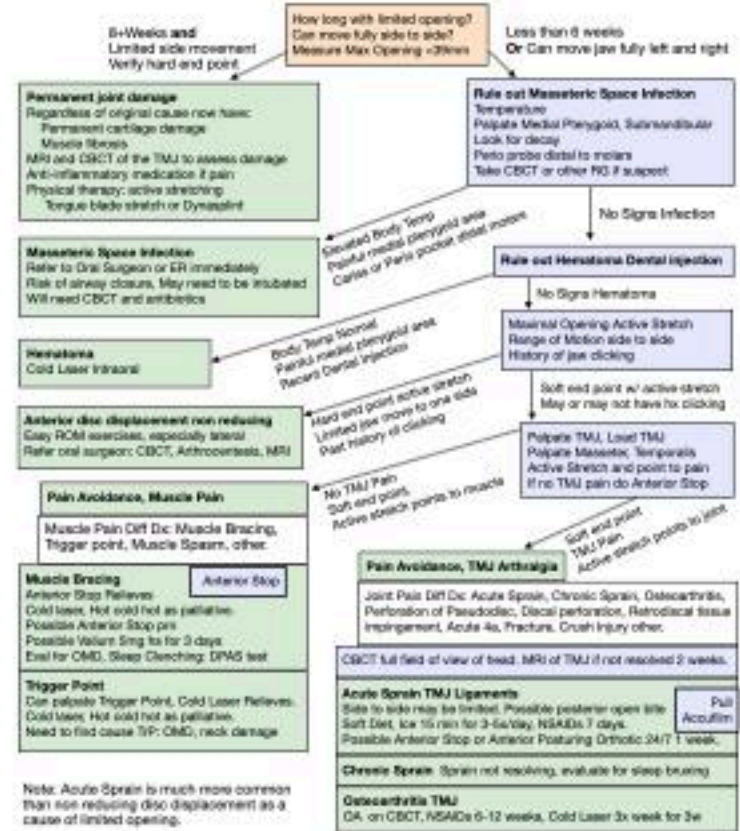 How long with limited opening?
Can move fully side to side?
Measure Max Opening <39mm
6+Weeks and
Limited side movement
Verify hard end point
Less than 6 weeks
Or Can move jaw fully left and right
Permanent joint damage
Regardless of original cause now have:
Permanent cartilage damage
Muscle fibrosis
MRI and CBCT of the TMJ to assess damage
Anti-inflammatory medication if pain
Physical therapy: active stretching
Tongue blade stretch or Dynasplint
Rule out Masseteric Space Infection
Temperature
Palpate Medial Pterygoid, Submandibular
Look for decay
Perio probe distal to molars
Take CBCT or other RG if suspect
No Signs Infection
Elevated Body Temp
Painful medial pterygoid area
Caries or Perio pocket distal molars
Masseteric Space Infection
Refer to Oral Surgeon or ER immediately
Risk of airway closure, May need to be intubated
Will need CBCT and antibiotics
Rule out Hematoma Dental injection
No Signs Hematoma
Body Temp Normal
Painful medial pterygoid area
Recent Dental Injection
Hematoma
Cold Laser Intraoral
Maximal Opening Active Stretch
Range of Motion side to side
History of jaw clicking
Soft end point w/ active stretch
May or may not have hx clicking
Hard end point active stretch
Limited jaw move to one side
Past history of clicking
Anterior disc displacement non reducing
Easy ROM exercises, especially lateral
Refer oral surgeon: CBCT, Arthrocentesis, MRI
Palpate TMJ, Load TMJ
Palpate Masseter, Temporalis
Active Stretch and point to pain
If no TMJ pain do Anterior Stop
No TMJ Pain
Soft end point,
Active stretch points to muscle
Soft end point
TMJ Pain
Active stretch points to joint
Pain Avoidance, Muscle Pain
Muscle Pain Diff Dx: Muscle Bracing,
Trigger point, Muscle Spasm, other.
Muscle Bracing
Anterior Stop
Anterior Stop Relieves
Cold laser, Hot cold hot as palliative.
Possible Anterior Stop prn
Possible Valium 5mg hs for 3 days
Eval for OMD, Sleep Clenching: DPAS test
Trigger Point
Can palpate Trigger Point, Cold Laser Relieves.
Cold laser, Hot cold hot as palliative.
Need to find cause T/P: OMD, neck damage
Pain Avoidance, TMJ Arthralgia
Joint Pain Diff Dx: Acute Sprain, Chronic Sprain, Osteoarthritis,
Perforation of Pseudodisc, Discal perforation, Retrodiscal tissue
impingement, Acute 4a, Fracture, Crush Injury other.
CBCT full field of view of head. MRI of TMJ if not resolved 2 weeks.
Acute Sprain TMJ Ligaments
Side to side may be limited. Possible posterior open bite
Soft Diet, Ice 15 min for 3-5x/day, NSAIDs 7 days.
Possible Anterior Stop or Anterior Posturing Orthotic 24/7 1 week,
Pull
Accufilm
Chronic Sprain Sprain not resolving, evaluate for sleep bruxing
Osteoarthritis TMJ
OA on CBCT, NSAIDs 6-12 weeks, Cold Laser 3x week for 3w
Note: Acute Sprain is much more common
than non reducing disc displacement as a
cause of limited opening.